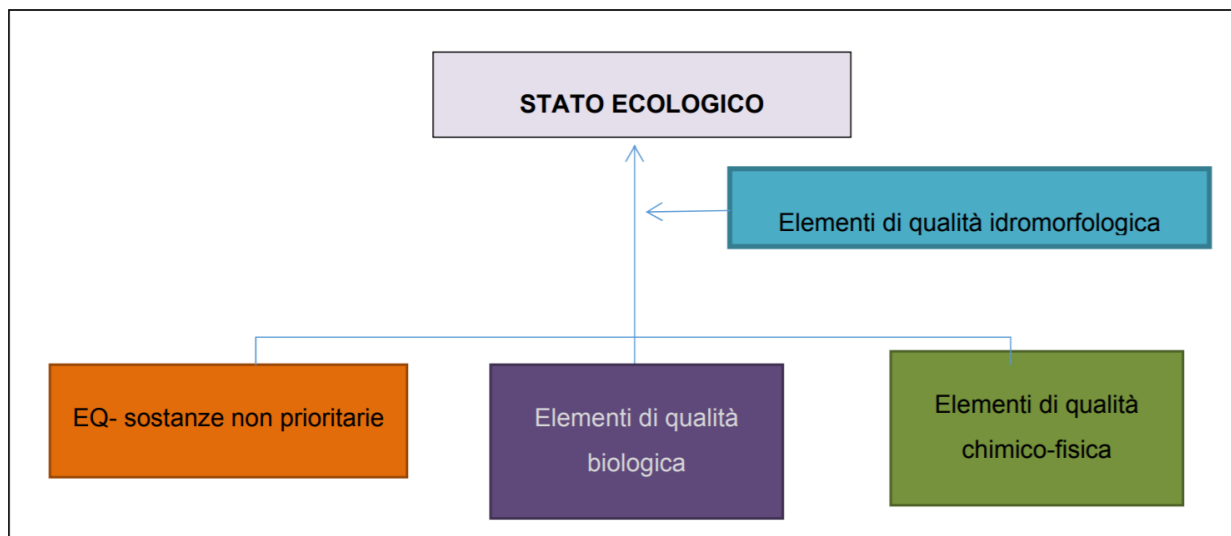 STATO ECOLOGICO
Elementi di qualità idromorfologica
EQ- sostanze non prioritarie
Elementi di qualità
biologica
Elementi di qualità
chimico-fisica